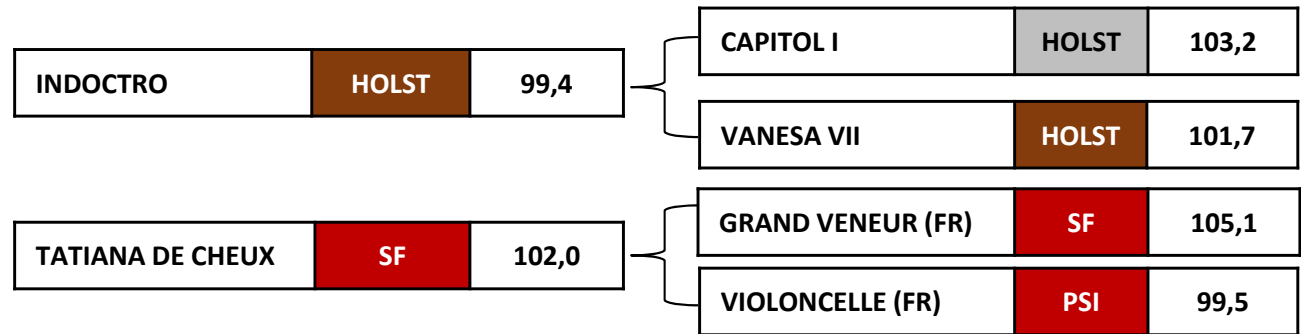 CAPITOL I HOLST 103,2
INDOCTRO HOLST 99,4
VANESA VII HOLST 101,7
GRAND VENEUR (FR) SF 105,1
TATIANA DE CHEUX SF 102,0
VIOLONCELLE (FR) PSI 99,5